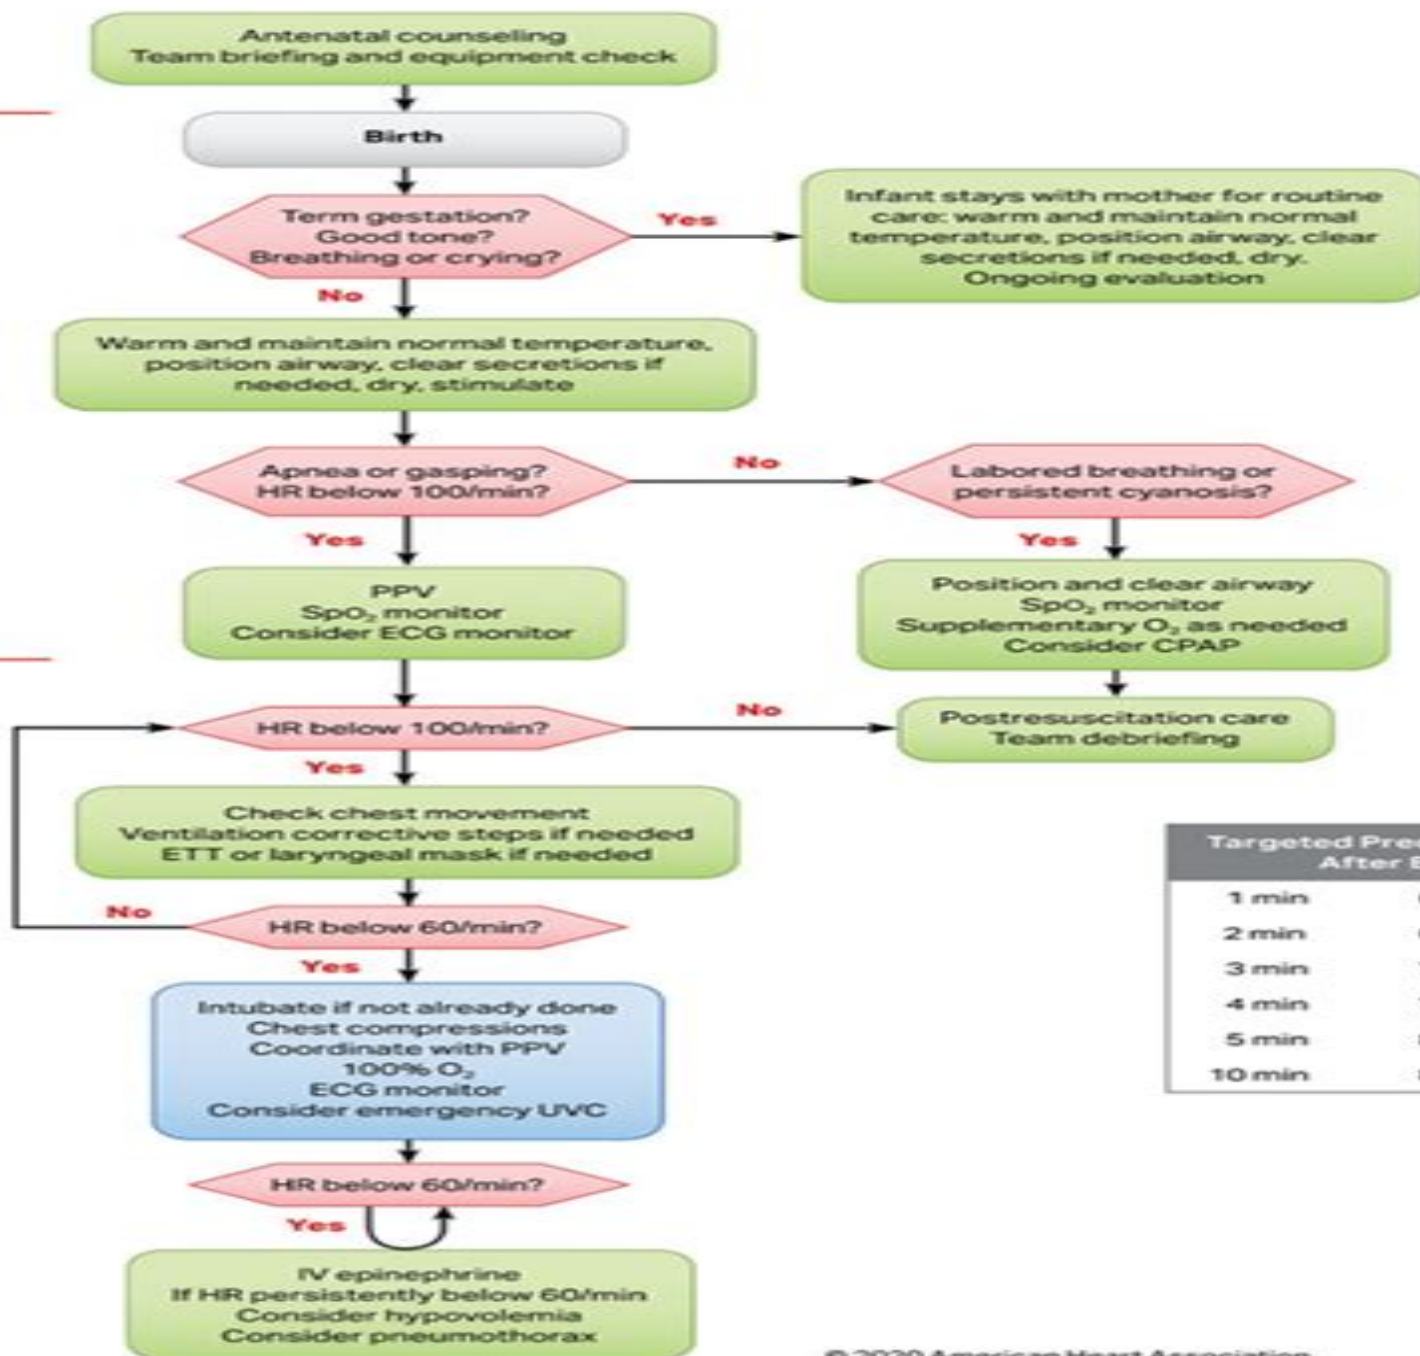 Antenatal counseling
Team briefing and equipment check
Birth
Term gestation?
Good tone?
Breathing or crying?
Yes
Infant stays with mother for routine
care: warm and maintain normal
temperature, position airway, clear
secretions if needed, dry.
Ongoing evaluation
No
Warm and maintain normal temperature,
position airway, clear secretions if
needed, dry, stimulate
Apnea or gasping?
HR below 100/min?
No
Labored breathing or
persistent cyanosis?
Yes
Yes
PPV
SpO₂ monitor
Consider ECG monitor
Position and clear airway
SpO₂ monitor
Supplementary O₂ as needed
Consider CPAP
HR below 100/min?
No
Postresuscitation care
Team debriefing
Yes
Check chest movement
Ventilation corrective steps if needed
ETT or laryngeal mask if needed
Targeted
After
1 min
2 min
3 min
4 min
5 min
10 min
No
HR below 60/min?
Yes
Intubate if not already done
Chest compressions
Coordinate with PPV
100% O₂
ECG monitor
Consider emergency UVC
HR below 60/min?
Yes
IV epinephrine
If HR persistently below 60/min
Consider hypovolemia
Consider pneumothorax
© 2020 American Heart Association